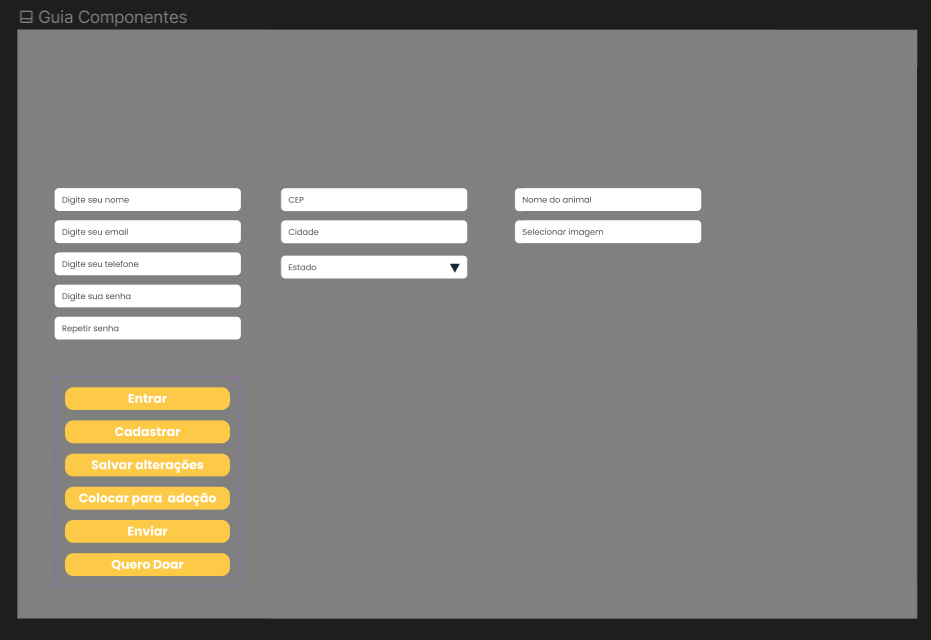 Guia Componentes
Digite seu nome
Digite seu email
Digite seu telefone
Digite sua senha
Repetir senha
CEP
Cidade
Estado
Nome do animal
Selecionar imagem
Entrar
Cadastrar
Salvar alterações
Colocar para  adoção
Enviar
Quero Doar